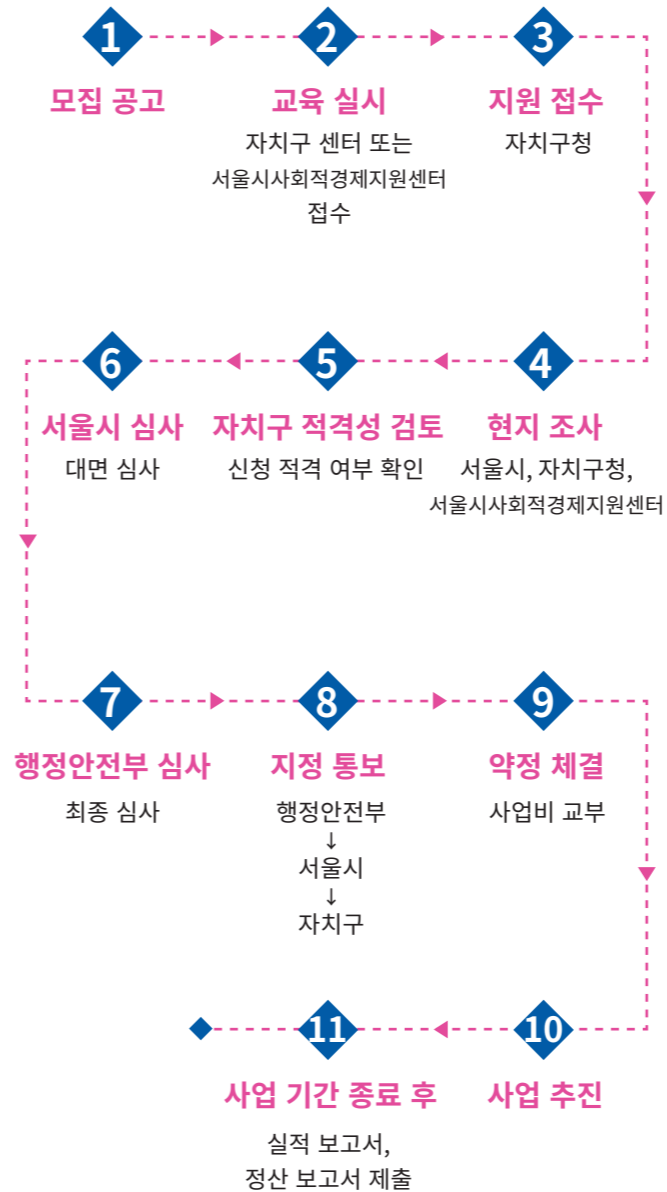 1
모집 공고
2
교육 실시
자치구 센터 또는
서울시사회적경제지원센터
접수
3
지원 접수
자치구청
4
현지 조사
서울시, 자치구청,
서울시사회적경제지원센터
5
자치구 적격성 검토
신청 적격 여부 확인
6
서울시 심사
대면 심사
7
행정안전부 심사
최종 심사
8
지정 통보
행정안전부
↓
서울시
↓
자치구
9
약정 체결
사업비 교부
10
사업 추진
11
사업 기간 종료 후
실적 보고서,
정산 보고서 제출